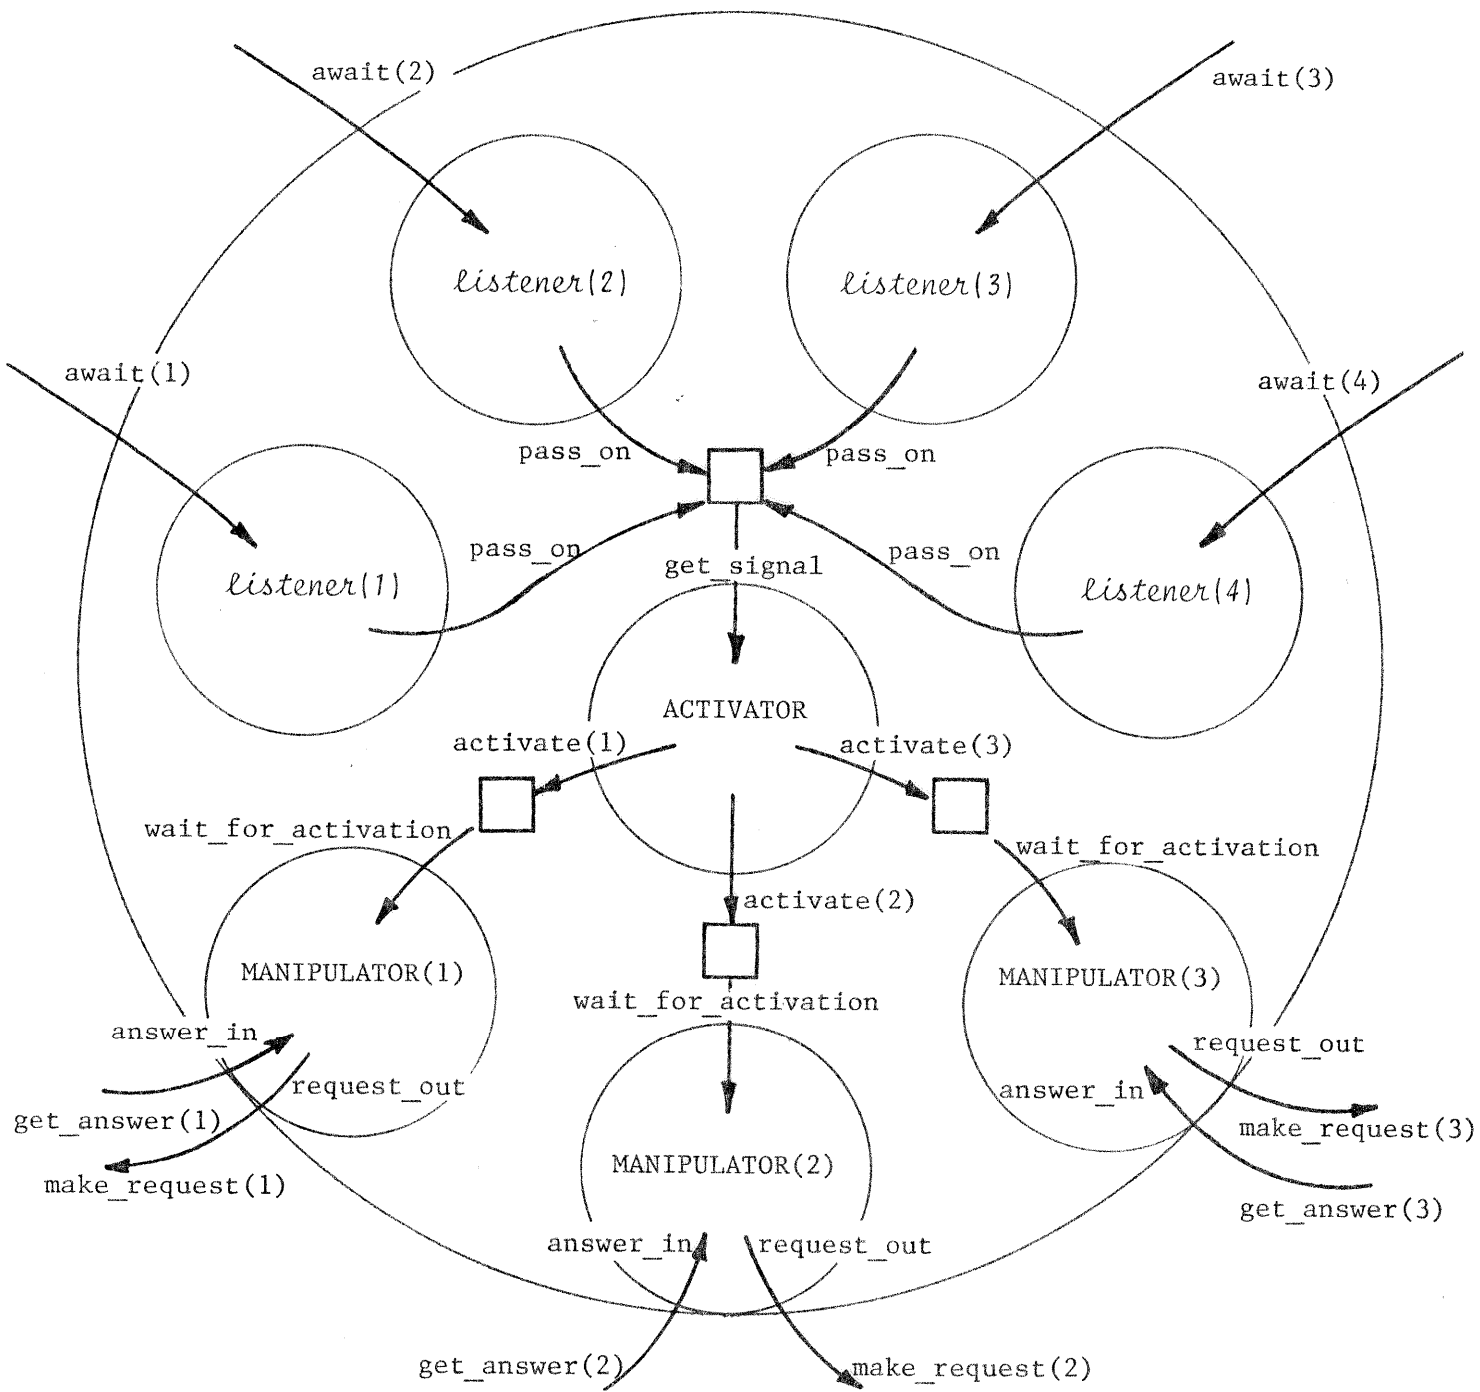 await(2)
await(3)
listener(2)
listener(3)
await(1)
await(4)
pass_on
pass_on
pass_on
pass_on
get_signal
listener(1)
listener(4)
ACTIVATOR
activate(1)
activate(3)
wait_for_activation
wait_for_activation
activate(2)
MANIPULATOR(1)
MANIPULATOR(3)
wait_for_activation
answer_in
request_out
request_out
answer_in
get_answer(1)
make_request(3)
make_request(1)
MANIPULATOR(2)
get_answer(3)
answer_in
request_out
get_answer(2)
make_request(2)